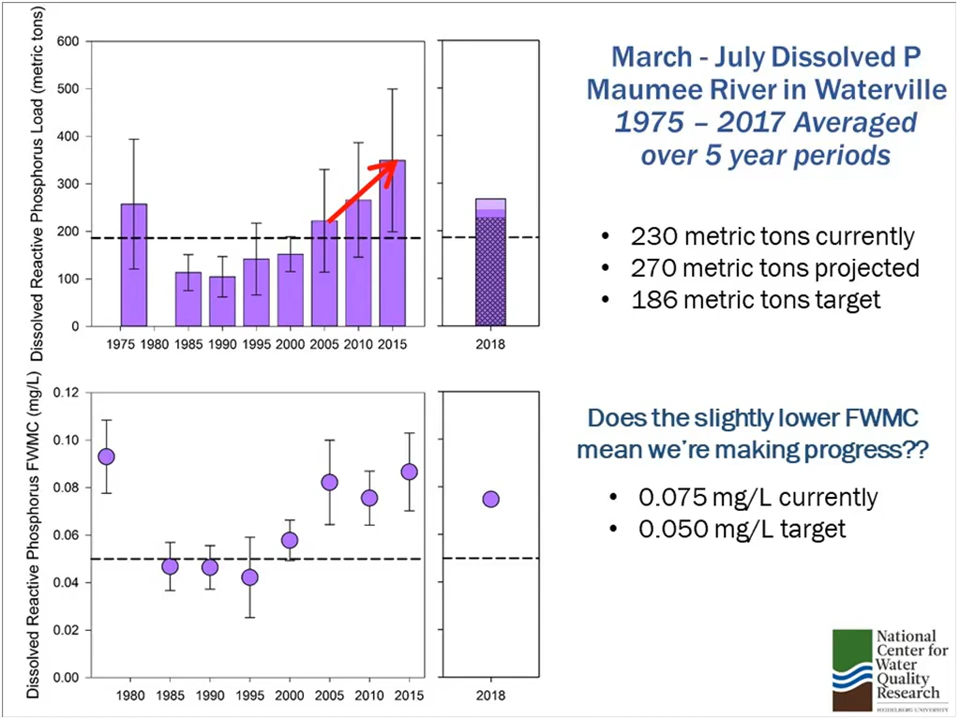 March - July Dissolved P
Maumee River in Waterville
1975 – 2017 Averaged
over 5 year periods
• 230 metric tons currently
• 270 metric tons projected
• 186 metric tons target
Dissolved Reactive Phosphorus Load (metric tons)
600
500
400
300
200
100
0
1975 1980 1985 1990 1995 2000 2005 2010 2015
2018
Does the slightly lower FWMC
mean we're making progress??
• 0.075 mg/L currently
• 0.050 mg/L target
Dissolved Reactive Phosphorus FWMC (mg/L)
0.12
0.10
0.08
0.06
0.04
0.02
0.00
1980 1985 1990 1995 2000 2005 2010 2015
2018
National
Center for
Water
Quality
Research
HEIDELBERG UNIVERSITY